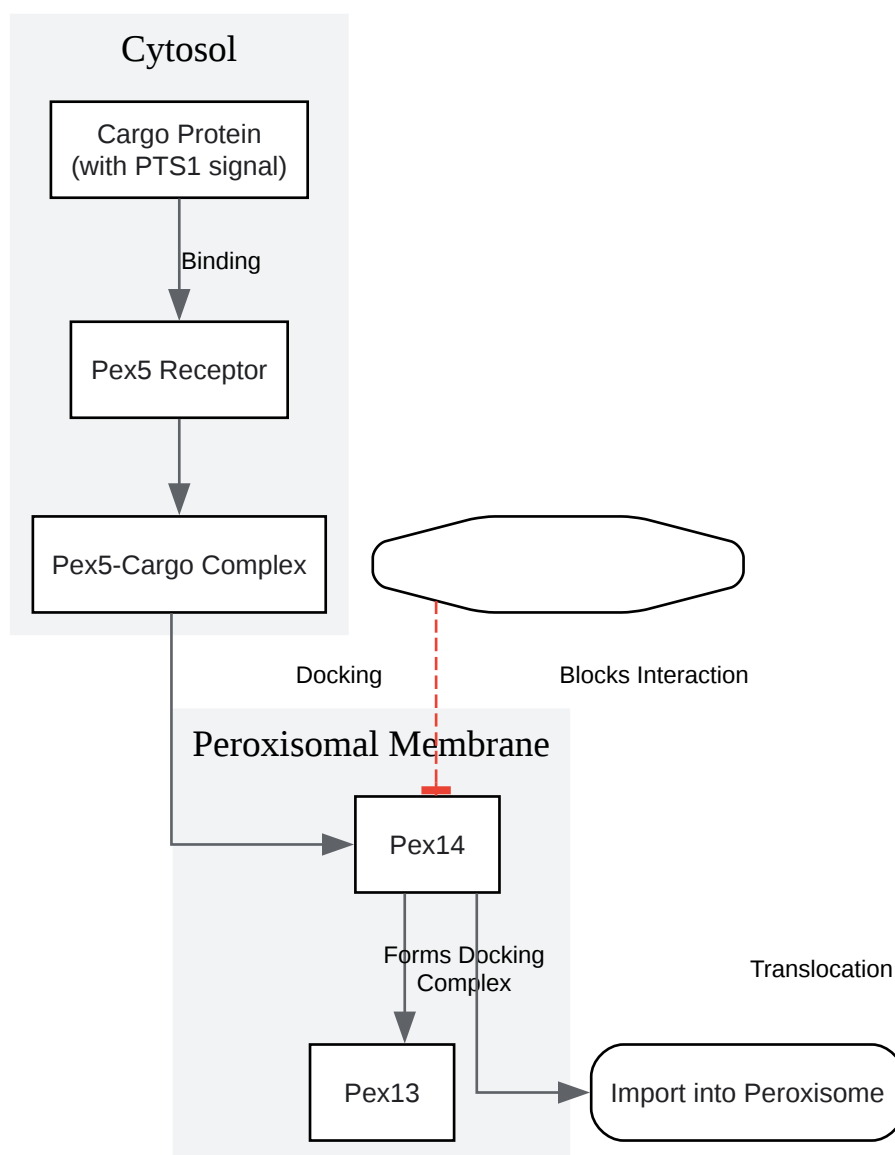 Cytosol
Cargo Protein
(with PTS1 signal)
Binding
Pex5 Receptor
Pex5-Cargo Complex
Docking
Blocks Interaction
Peroxisomal Membrane
Pex14
Forms Docking
Complex
Translocation
Pex13
Import into Peroxisome